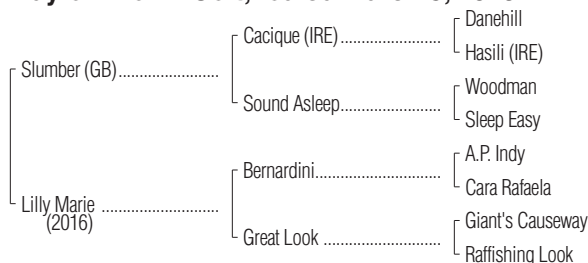 Danehill
Cacique (IRE)
Hasili (IRE)
Slumber (GB)
Woodman
Sound Asleep
Sleep Easy
A.P. Indy
Bernardini
Cara Rafaela
Lilly Marie
(2016)
Giant's Causeway
Great Look
Raffishing Look